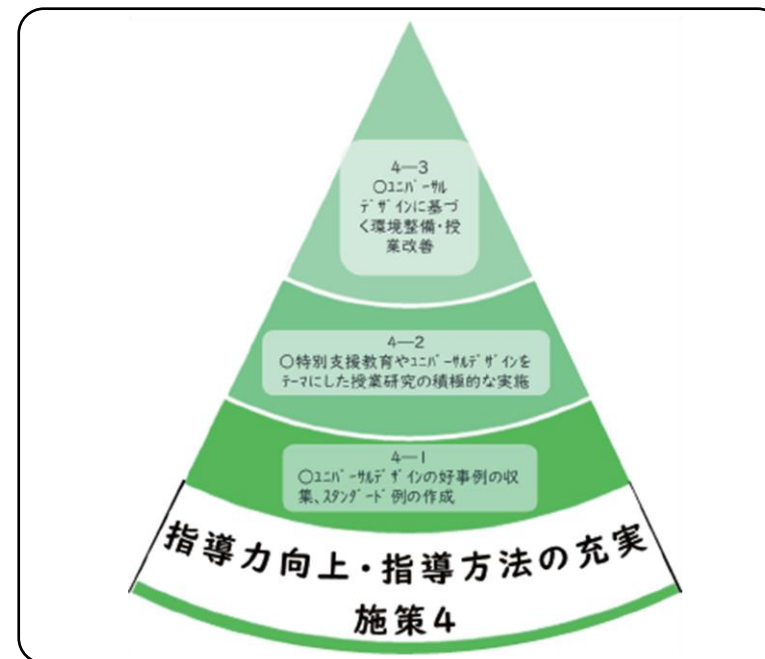 4―3
○ﾕﾆﾊﾞｰｻﾙ
ﾃﾞｻﾞｲﾝに基づ
く環境整備・授
業改善
4―2
○特別支援教育やﾕﾆﾊﾞｰｻﾙﾃﾞｻﾞｲﾝを
ﾃｰﾏにした授業研究の積極的な実施
4―1
○ﾕﾆﾊﾞｰｻﾙﾃﾞｻﾞｲﾝの好事例の収
集、ｽﾀﾝﾀﾞｰﾄﾞ例の作成
指導力向上・指導方法の充実
施策4